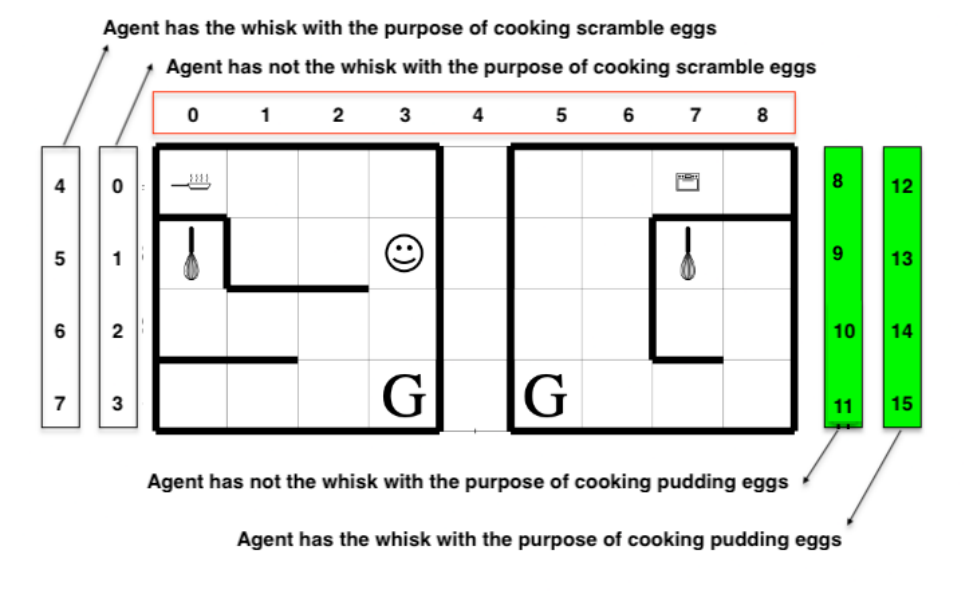 Agent has the whisk with the purpose of cooking scramble eggs
Agent has not the whisk with the purpose of cooking scramble eggs
0 1 2 3 4 5 6 7 8
4 0 8 12
5 1 9 13
6 2 10 14
7 3 G G 11 15
Agent has not the whisk with the purpose of cooking pudding eggs
Agent has the whisk with the purpose of cooking pudding eggs